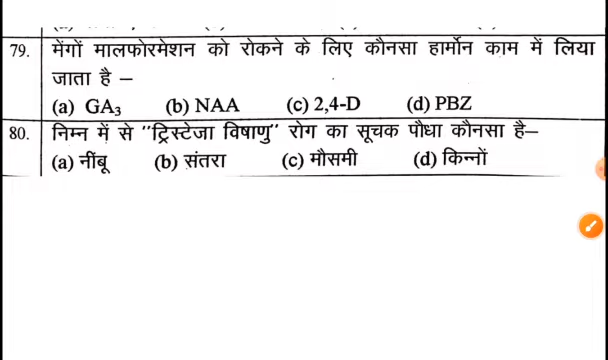 79. मेंगों मालफोरमेशन को रोकने के लिए कौनसा हार्मोन काम में लिया
जाता है –
(a) GA₃ (b) NAA (c) 2,4-D (d) PBZ
80. निम्न में से "ट्रिस्टेजा विषाणु" रोग का सूचक पौधा कौनसा है–
(a) नींबू (b) संतरा (c) मौसमी (d) किन्नों